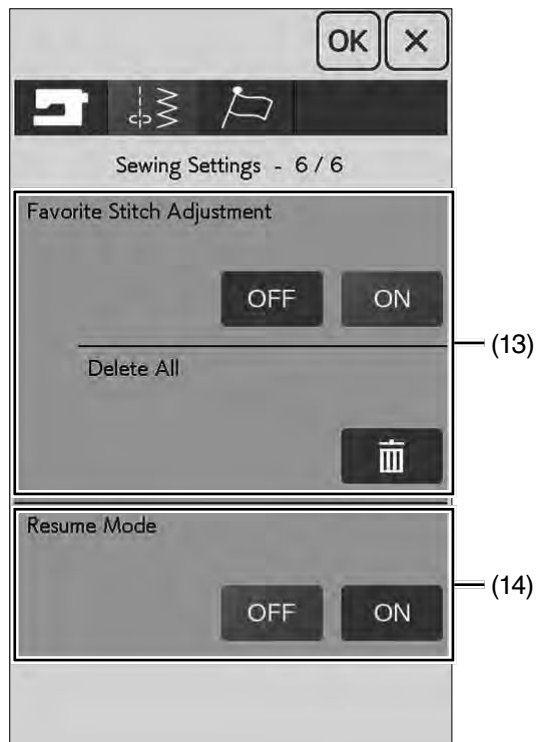 OK X
Sewing Settings - 6 / 6
Favorite Stitch Adjustment
OFF ON
(13)
Delete All
Resume Mode
OFF ON
(14)